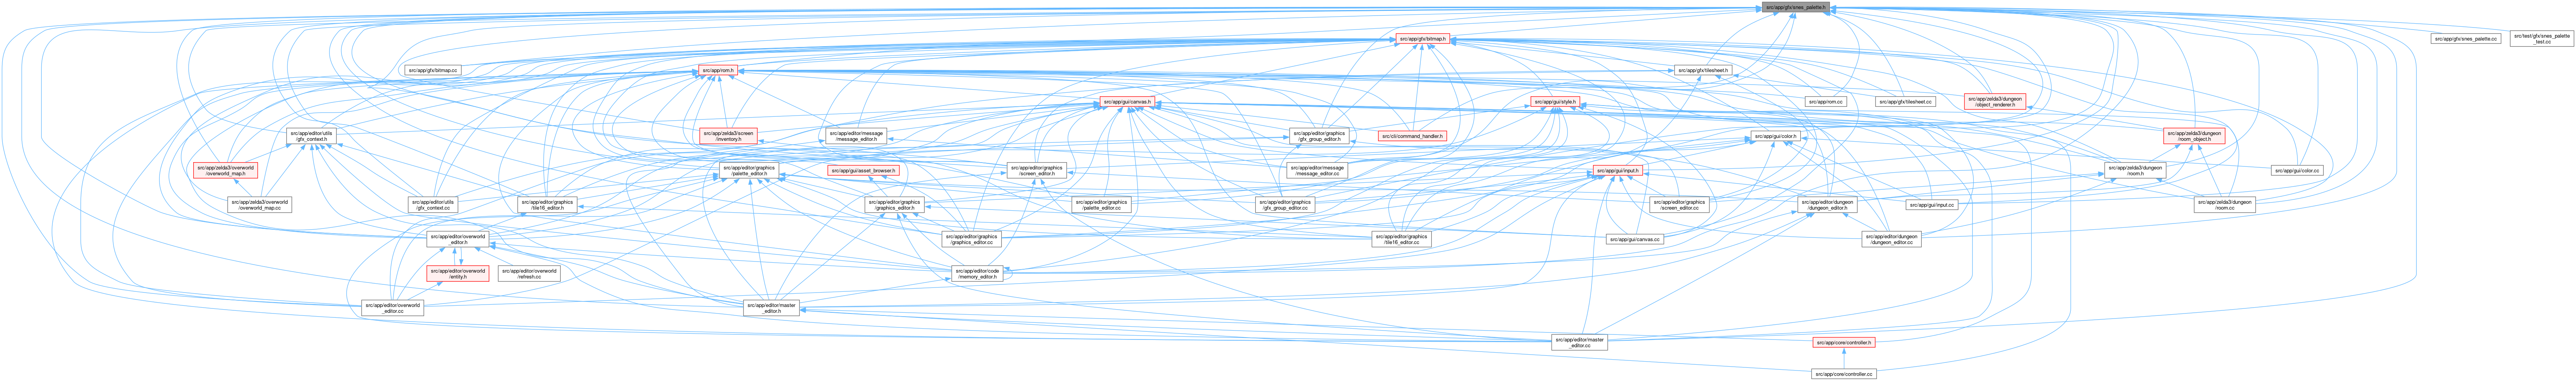 src/app/gfx/snes_palette.h
src/app/gfx/bitmap.h
src/app/gfx/snes_palette.cc
src/test/gfx/snes_palette
_test.cc
src/app/gfx/bitmap.cc
src/app/rom.h
src/app/gfx/tilesheet.h
src/app/gui/canvas.h
src/app/gui/style.h
src/app/rom.cc
src/app/gfx/tilesheet.cc
src/app/zelda3/dungeon
/object_renderer.h
src/app/editor/utils
/gfx_context.h
src/app/zelda3/screen
/inventory.h
src/app/editor/message
/message_editor.h
src/app/editor/graphics
/gfx_group_editor.h
src/cli/command_handler.h
src/app/gui/color.h
src/app/zelda3/dungeon
/room_object.h
src/app/zelda3/overworld
/overworld_map.h
src/app/editor/graphics
/palette_editor.h
src/app/gui/asset_browser.h
src/app/editor/graphics
/screen_editor.h
src/app/editor/message
/message_editor.cc
src/app/gui/input.h
src/app/zelda3/dungeon
/room.h
src/app/gui/color.cc
src/app/zelda3/overworld
/overworld_map.cc
src/app/editor/utils
/gfx_context.cc
src/app/editor/graphics
/tile16_editor.h
src/app/editor/graphics
/graphics_editor.h
src/app/editor/graphics
/palette_editor.cc
src/app/editor/graphics
/gfx_group_editor.cc
src/app/editor/graphics
/screen_editor.cc
src/app/editor/dungeon
/dungeon_editor.h
src/app/gui/input.cc
src/app/zelda3/dungeon
/room.cc
src/app/editor/overworld
_editor.h
src/app/editor/graphics
/graphics_editor.cc
src/app/editor/graphics
/tile16_editor.cc
src/app/gui/canvas.cc
src/app/editor/dungeon
/dungeon_editor.cc
src/app/editor/overworld
/entity.h
src/app/editor/overworld
/refresh.cc
src/app/editor/code
/memory_editor.h
src/app/editor/overworld
_editor.cc
src/app/editor/master
_editor.h
src/app/editor/master
_editor.cc
src/app/core/controller.h
src/app/core/controller.cc